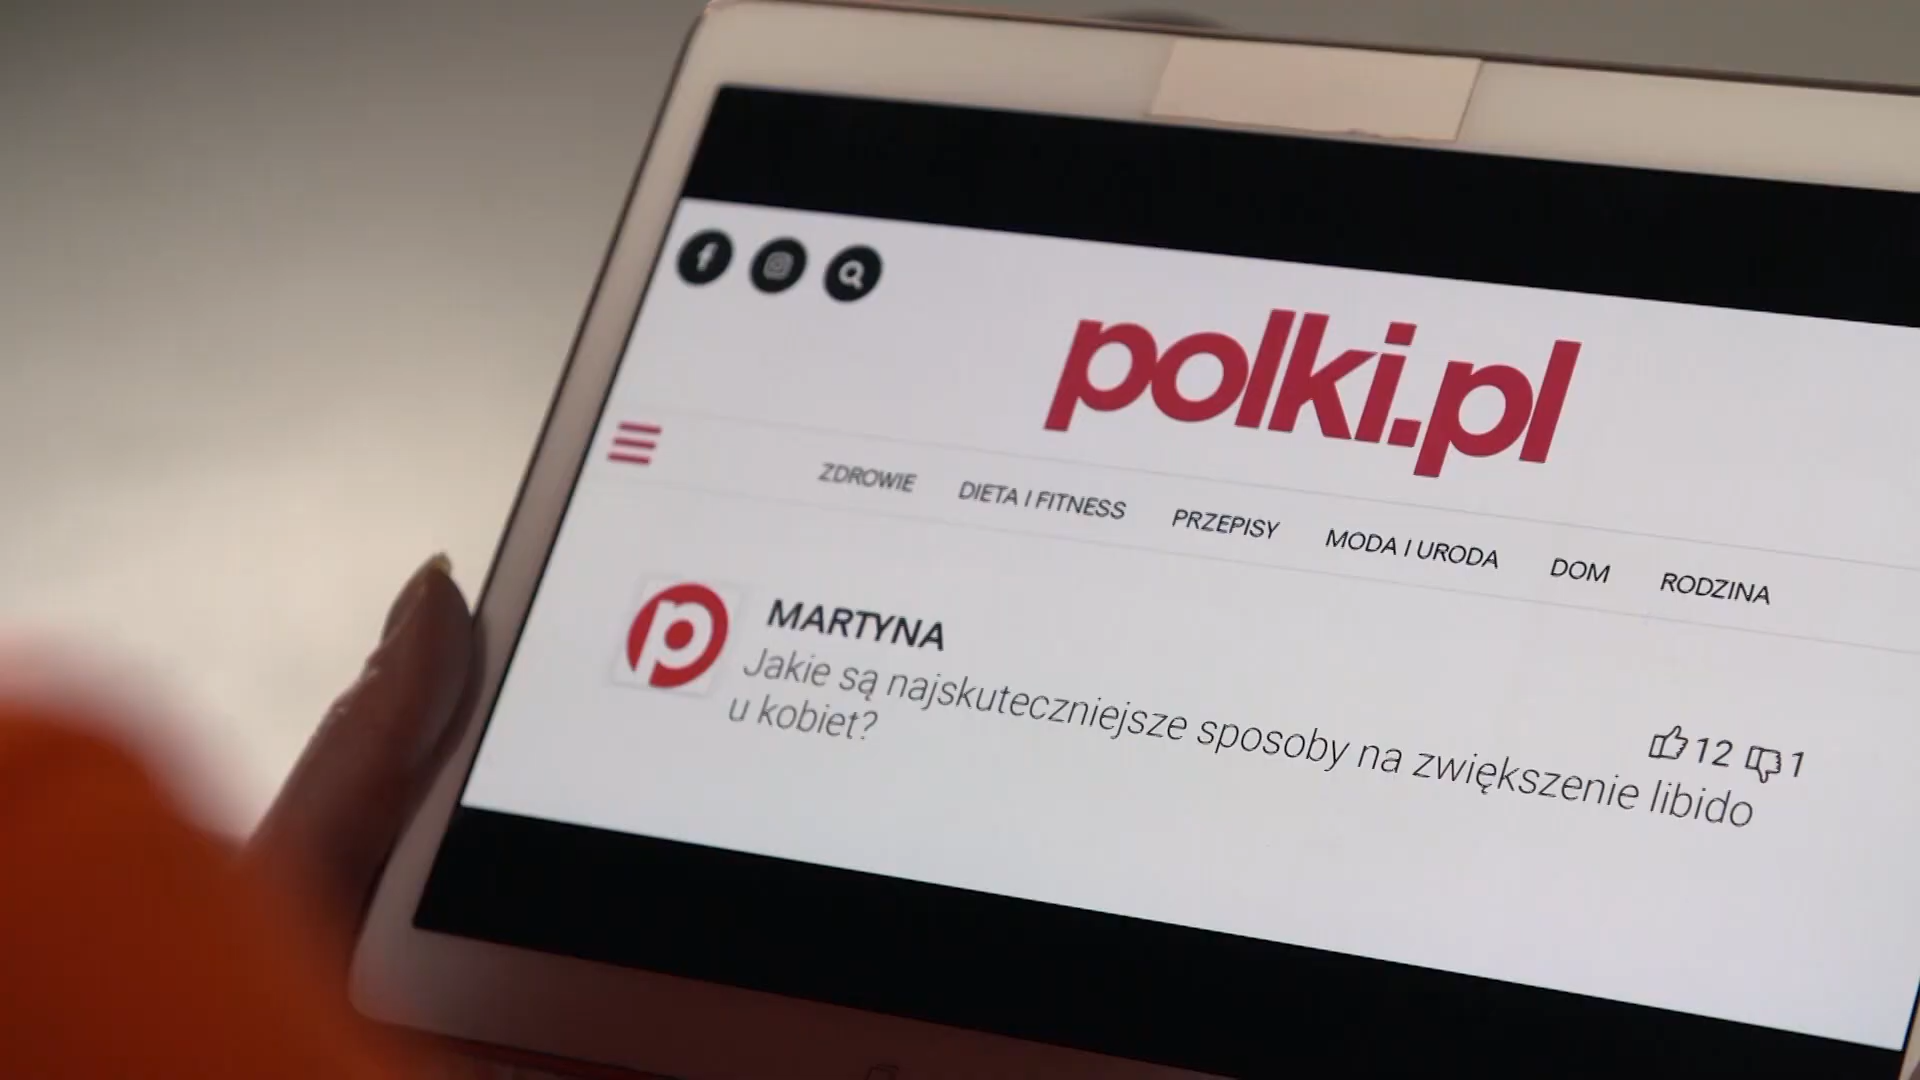 polki.pl
ZDROWIE DIETA I FITNESS PRZEPISY MODA I URODA DOM RODZINA
MARTYNA
12 1
Jakie są najskuteczniejsze sposoby na zwiększenie libido
u kobiet?